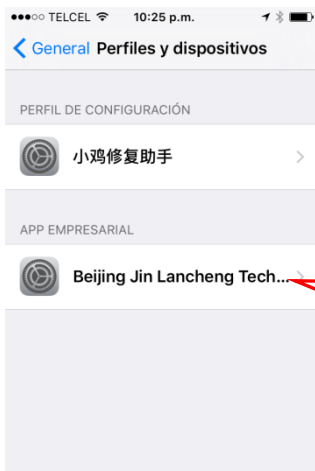 TELCEL 10:25 p.m.
General Perfiles y dispositivos
PERFIL DE CONFIGURACIÓN
小鸡修复助手
APP EMPRESARIAL
Beijing Jin Lancheng Tech...